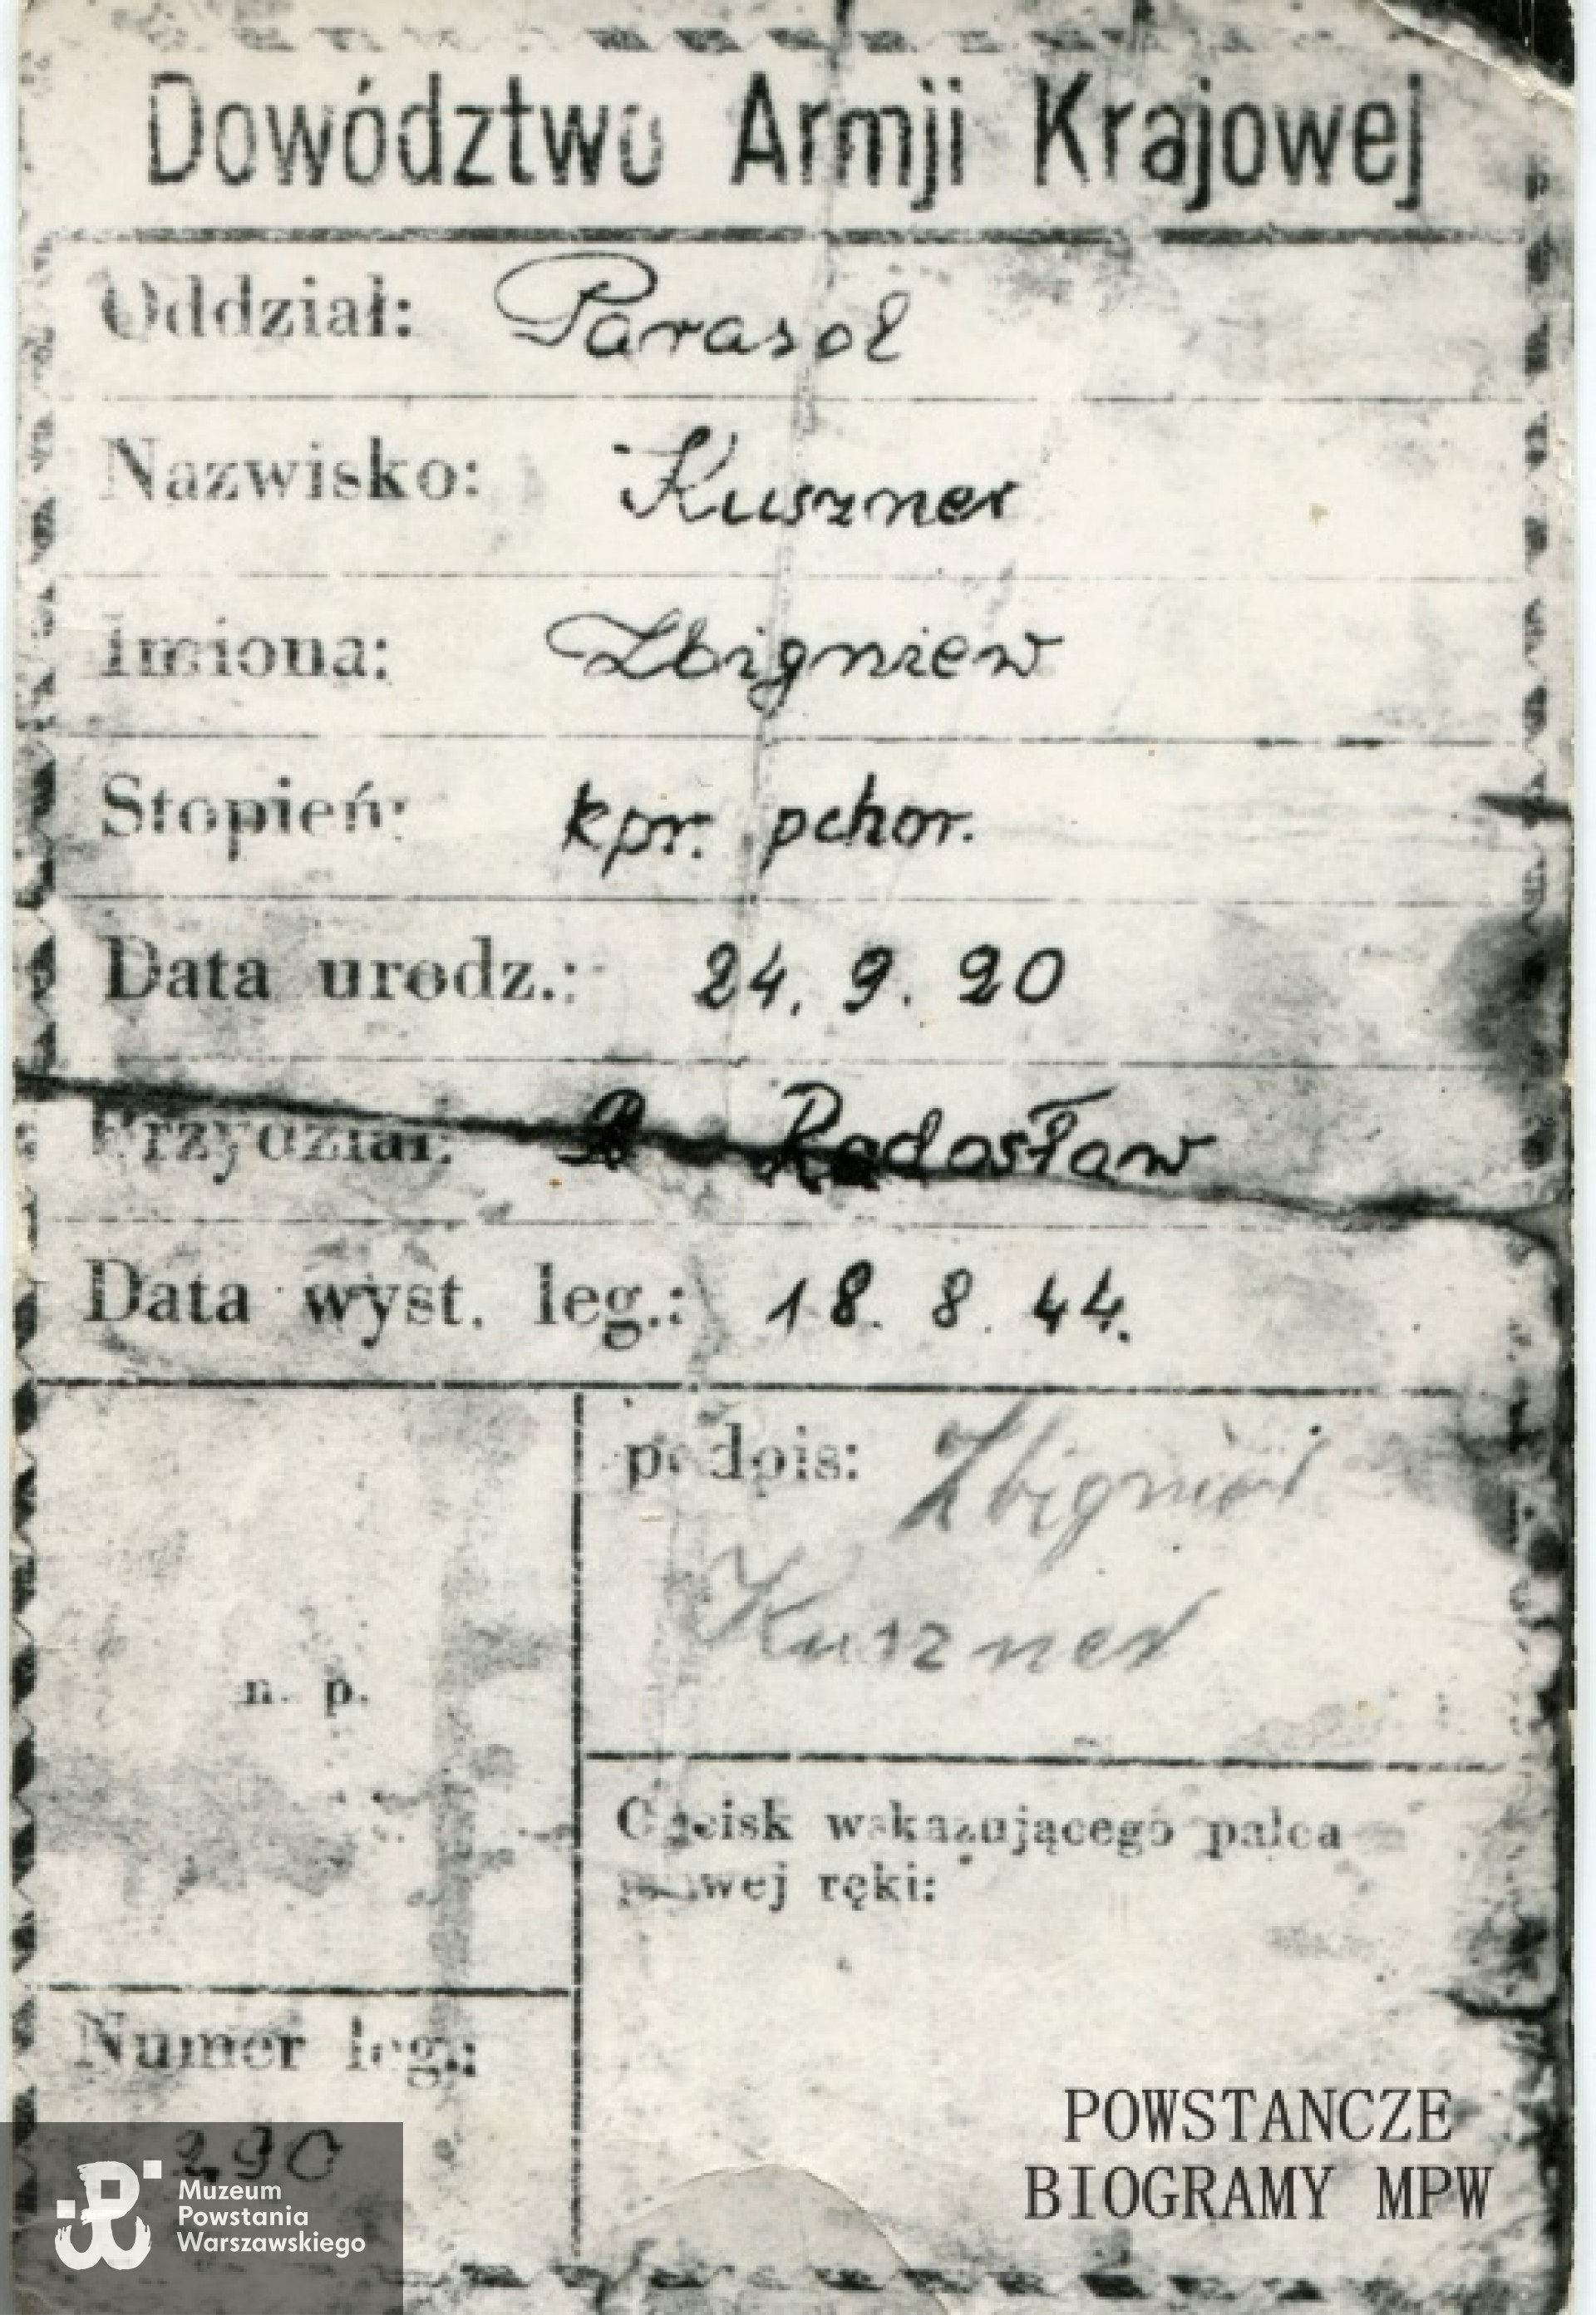 Dowództwo Armji Krajowej
Oddział: Parasol
Nazwisko: Kuszner
Imiona: Zbigniew
Stopień: kpr. pchor.
Data urodz.: 24. 9. 20
Przydział: Radosław
Data wyst. leg.: 18. 8. 44.
podpis: Zbigniew
Kuszner
n. p.
Odcisk wskazującego palca
prawej ręki:
Numer leg.:
290
Muzeum
Powstania
Warszawskiego
POWSTANCZE
BIOGRAMY MPW